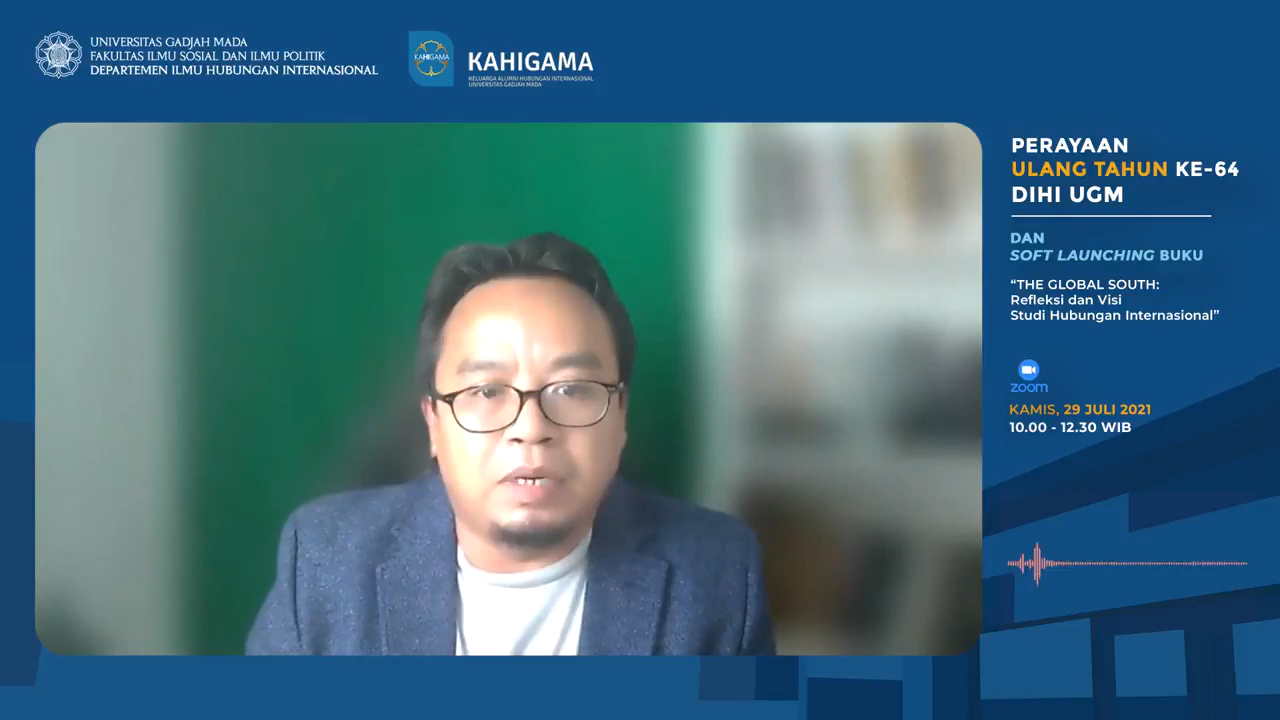 UNIVERSITAS GADJAH MADA
FAKULTAS ILMU SOSIAL DAN ILMU POLITIK
DEPARTEMEN ILMU HUBUNGAN INTERNASIONAL
KAHIGAMA
KAHIGAMA
KELUARGA ALUMNI HUBUNGAN INTERNASIONAL
UNIVERSITAS GADJAH MADA
PERAYAAN
ULANG TAHUN KE-64
DIHI UGM
DAN
SOFT LAUNCHING BUKU
“THE GLOBAL SOUTH:
Refleksi dan Visi
Studi Hubungan Internasional”
zoom
KAMIS, 29 JULI 2021
10.00 - 12.30 WIB